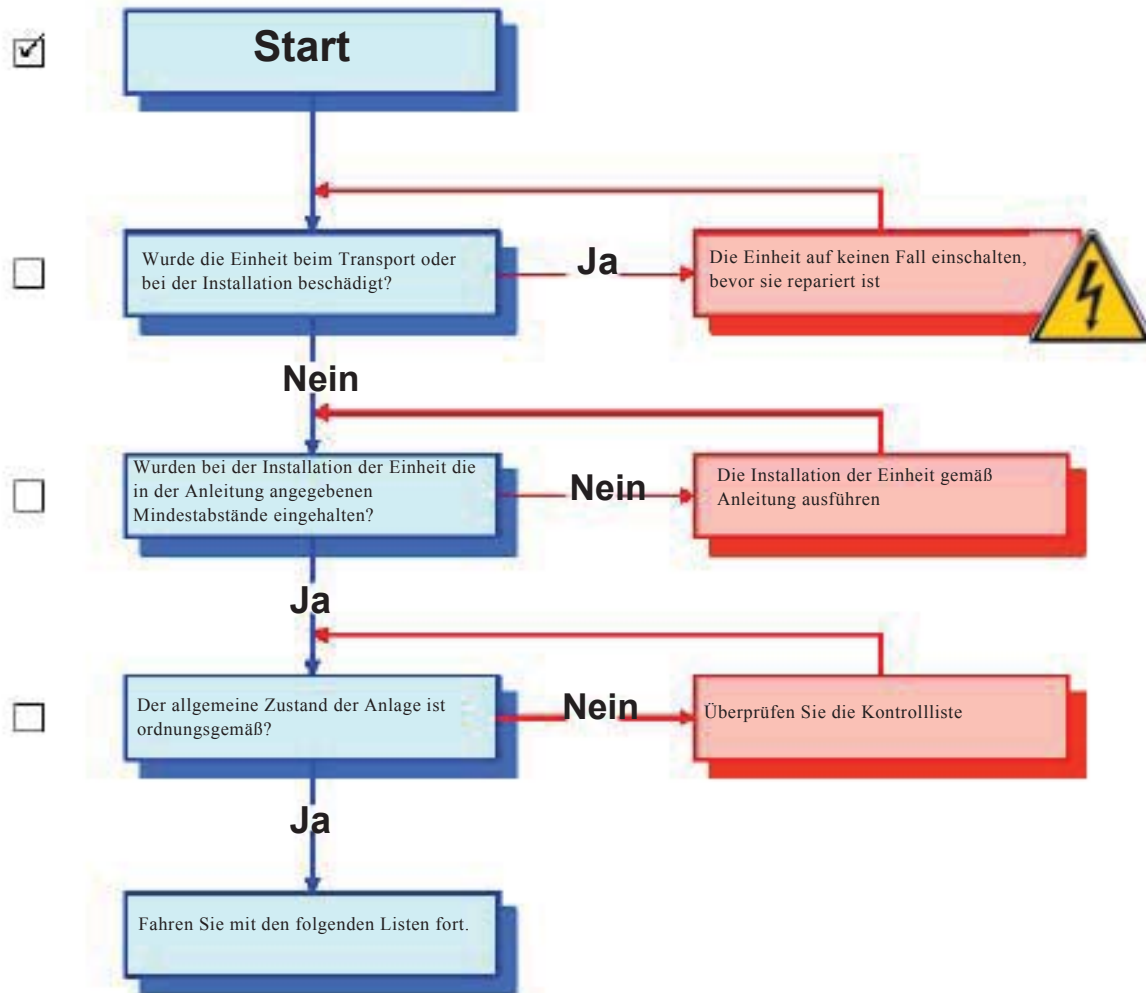 Start
Wurde die Einheit beim Transport oder
bei der Installation beschädigt?
Ja
Die Einheit auf keinen Fall einschalten,
bevor sie repariert ist
Nein
Wurden bei der Installation der Einheit die
in der Anleitung angegebenen
Mindestabstände eingehalten?
Nein
Die Installation der Einheit gemäß
Anleitung ausführen
Ja
Der allgemeine Zustand der Anlage ist
ordnungsgemäß?
Nein
Überprüfen Sie die Kontrollliste
Ja
Fahren Sie mit den folgenden Listen fort.